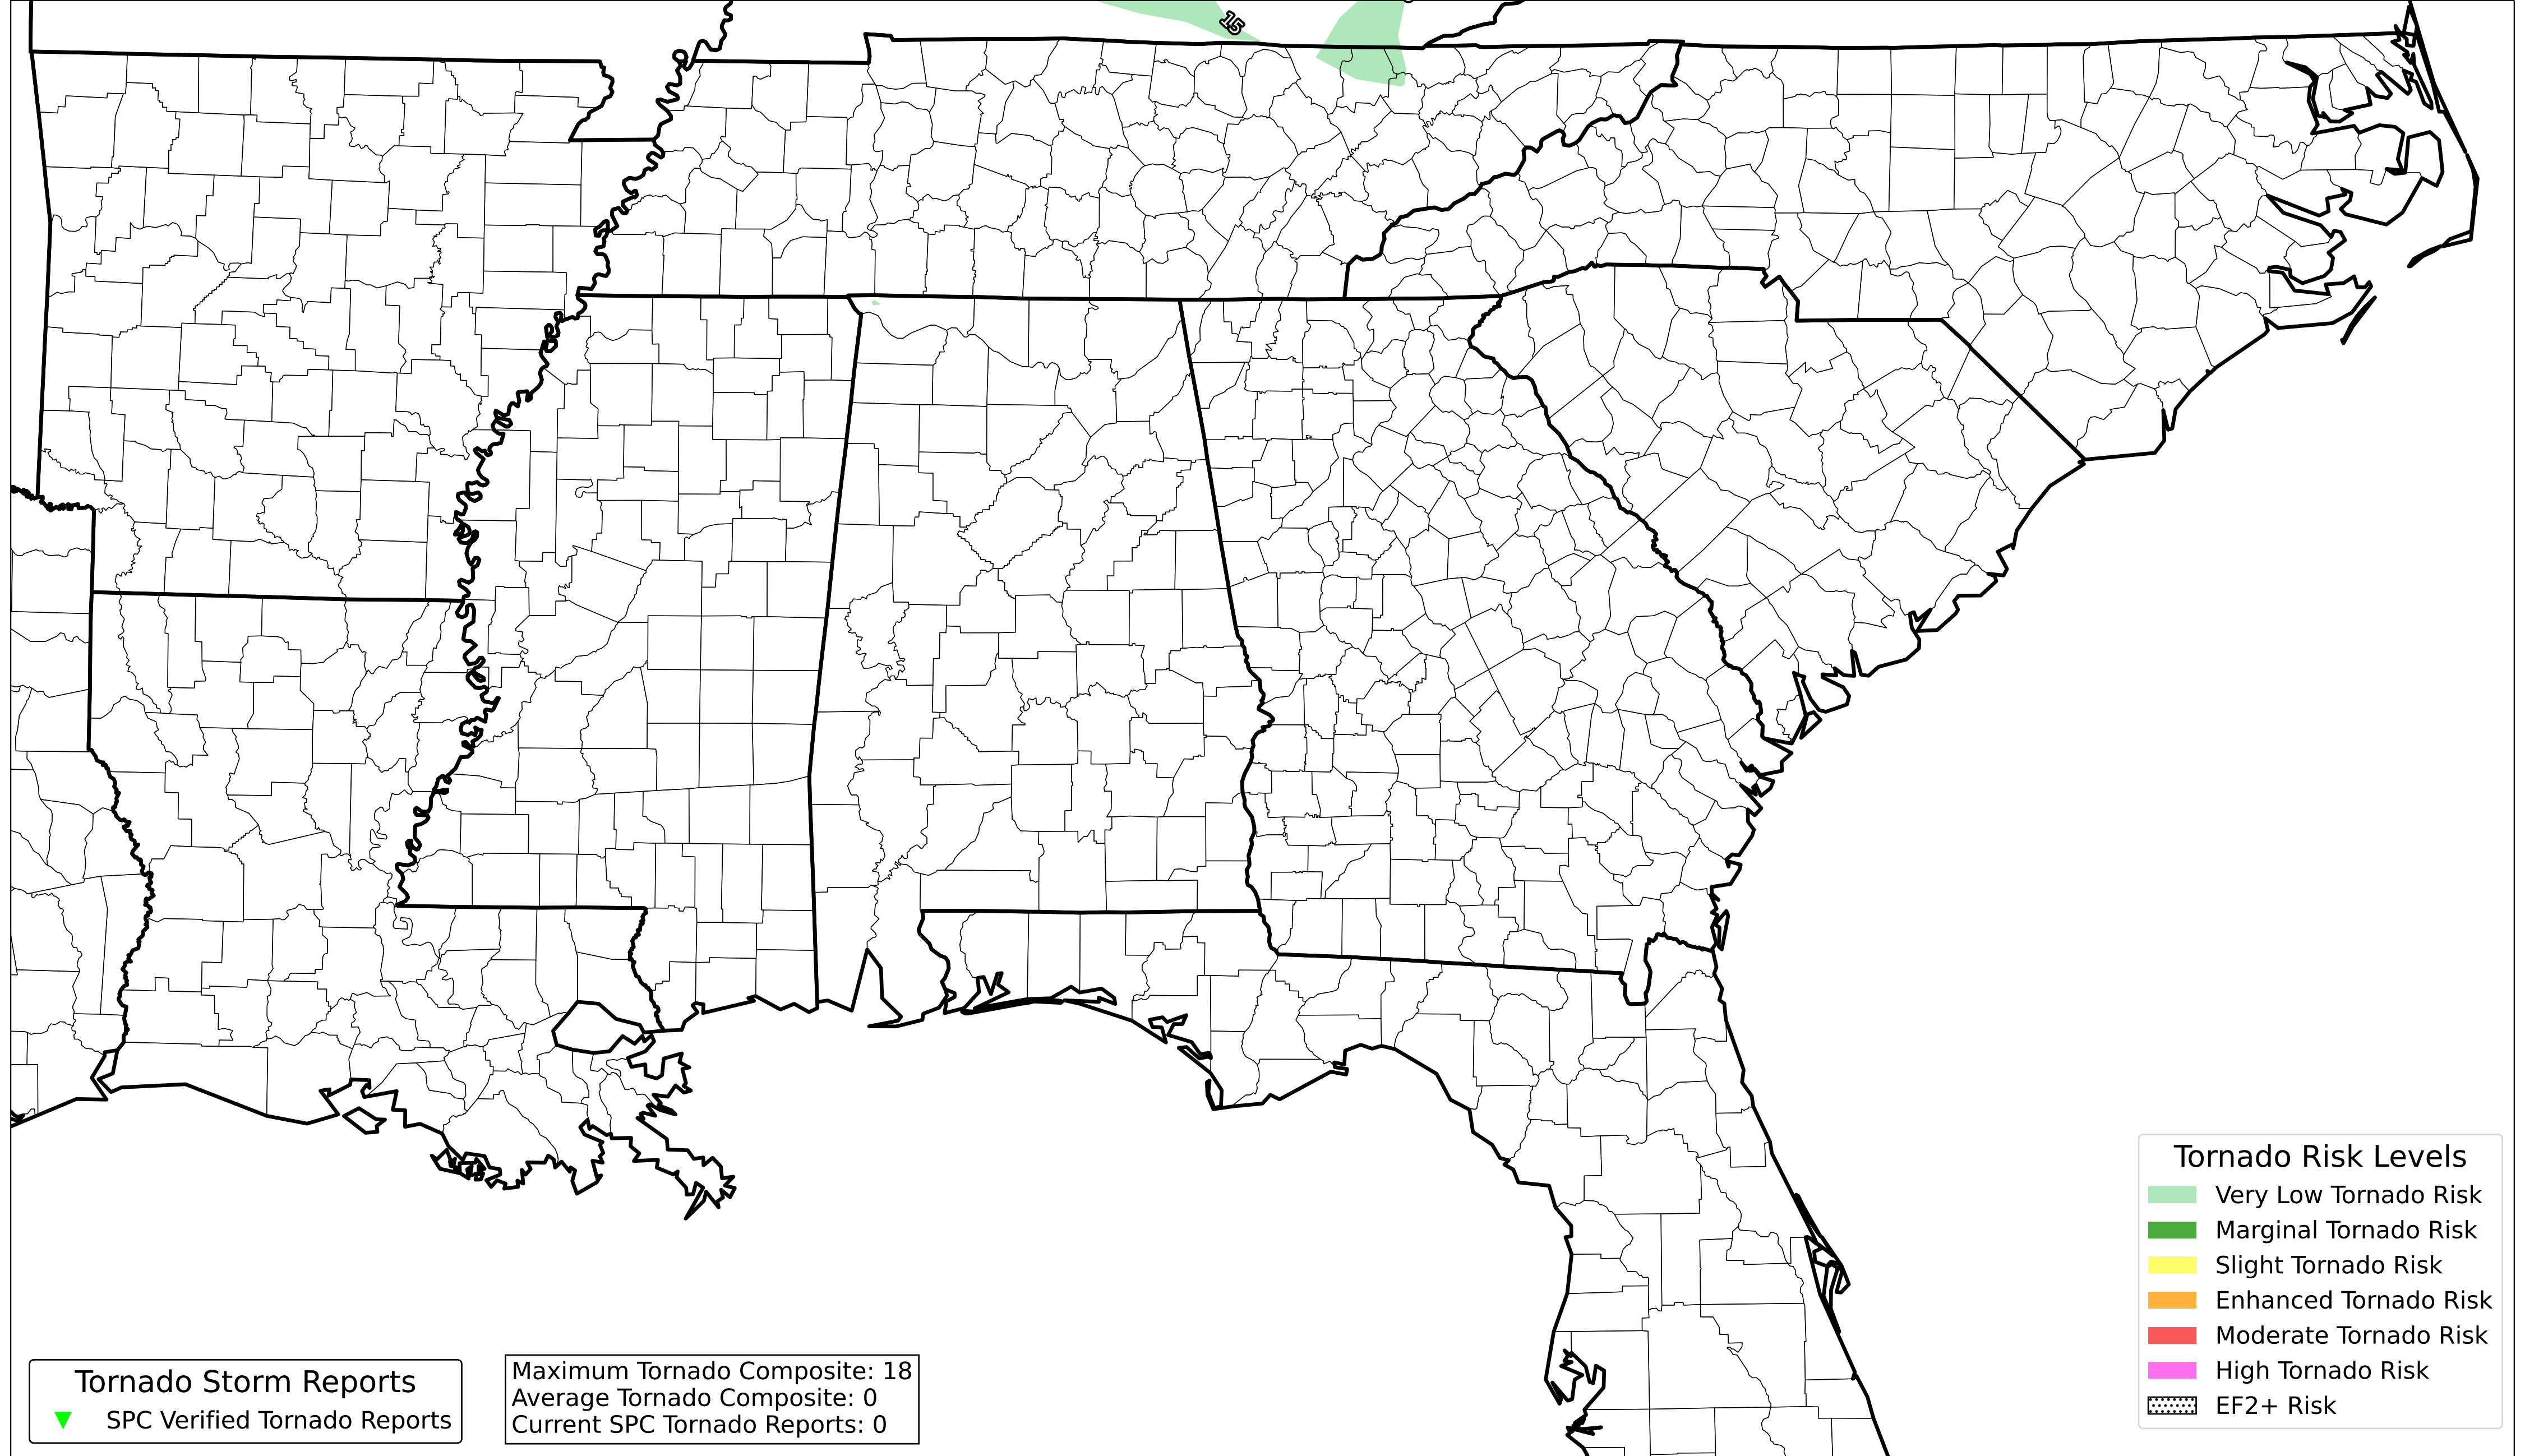 15
Tornado Risk Levels
Very Low Tornado Risk
Marginal Tornado Risk
Slight Tornado Risk
Enhanced Tornado Risk
Moderate Tornado Risk
High Tornado Risk
EF2+ Risk
Tornado Storm Reports
SPC Verified Tornado Reports
Maximum Tornado Composite: 18
Average Tornado Composite: 0
Current SPC Tornado Reports: 0